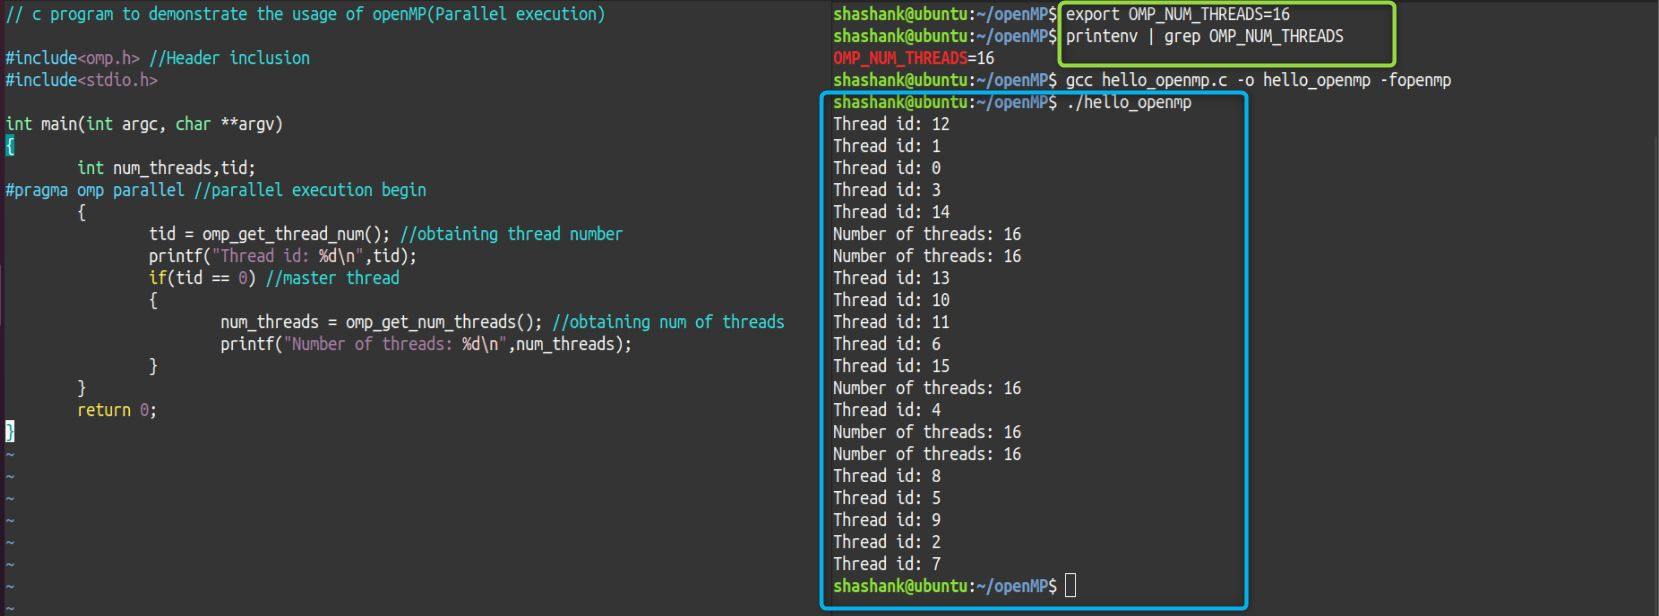 // c program to demonstrate the usage of openMP(Parallel execution)

#include<omp.h> //Header inclusion
#include<stdio.h>

int main(int argc, char **argv)
{
        int num_threads,tid;
#pragma omp parallel //parallel execution begin
        {
                tid = omp_get_thread_num(); //obtaining thread number
                printf("Thread id: %d\n",tid);
                if(tid == 0) //master thread
                {
                        num_threads = omp_get_num_threads(); //obtaining num of threads
                        printf("Number of threads: %d\n",num_threads);
                }
        }
        return 0;
}
~
~
~
~
~
~
~
~
shashank@ubuntu:~/openMP$ export OMP_NUM_THREADS=16
shashank@ubuntu:~/openMP$ printenv | grep OMP_NUM_THREADS
OMP_NUM_THREADS=16
shashank@ubuntu:~/openMP$ gcc hello_openmp.c -o hello_openmp -fopenmp
shashank@ubuntu:~/openMP$ ./hello_openmp
Thread id: 12
Thread id: 1
Thread id: 0
Thread id: 3
Thread id: 14
Number of threads: 16
Number of threads: 16
Thread id: 13
Thread id: 10
Thread id: 11
Thread id: 6
Thread id: 15
Number of threads: 16
Thread id: 4
Number of threads: 16
Number of threads: 16
Thread id: 8
Thread id: 5
Thread id: 9
Thread id: 2
Thread id: 7
shashank@ubuntu:~/openMP$